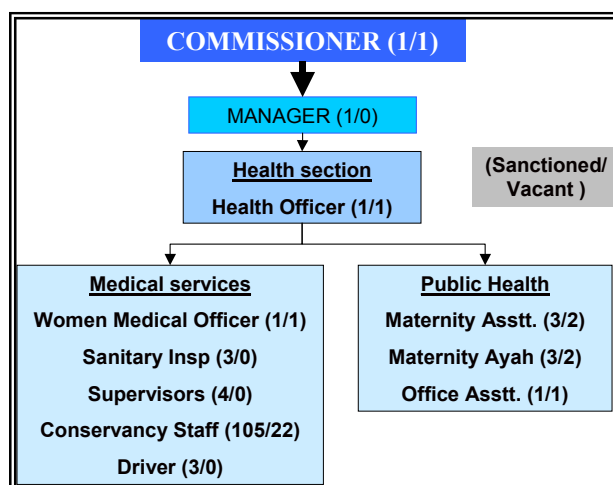 COMMISSIONER (1/1)
MANAGER (1/0)
Health section
Health Officer (1/1)
(Sanctioned/
Vacant )
Medical services
Women Medical Officer (1/1)
Sanitary Insp (3/0)
Supervisors (4/0)
Conservancy Staff (105/22)
Driver (3/0)
Public Health
Maternity Asstt. (3/2)
Maternity Ayah (3/2)
Office Asstt. (1/1)